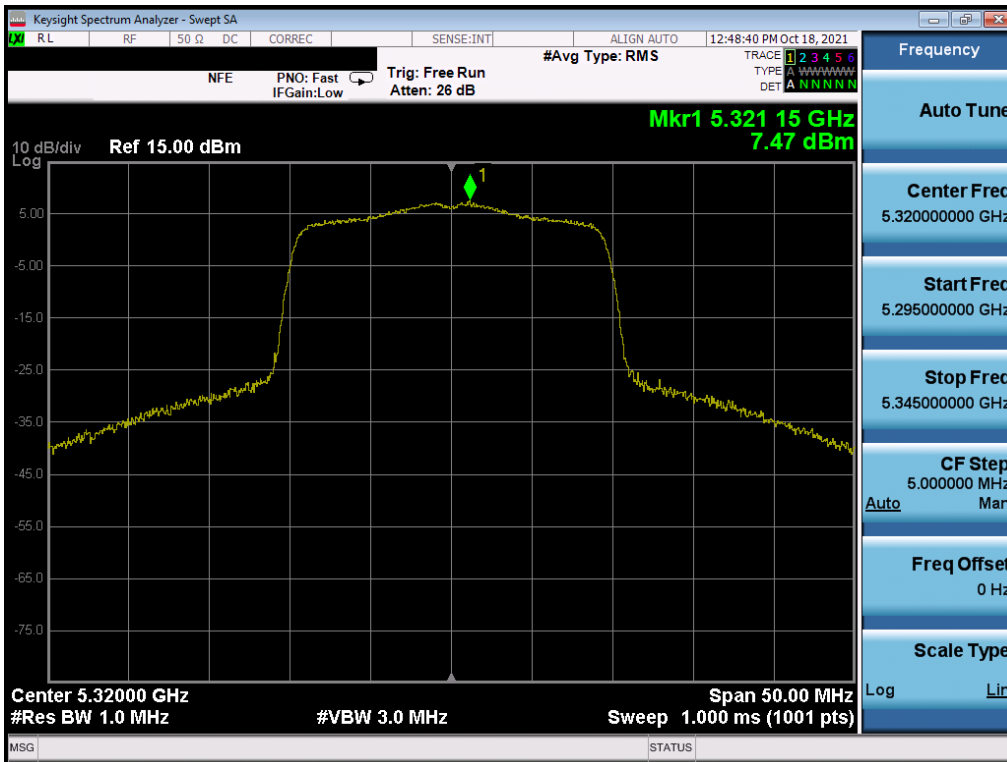 Keysight Spectrum Analyzer - Swept SA
LXI RL RF 50 Ω DC CORREC SENSE:INT ALIGN AUTO 12:48:40 PM Oct 18, 2021
NFE PNO: Fast Trig: Free Run #Avg Type: RMS TRACE 1 2 3 4 5 6
IFGain:Low Atten: 26 dB TYPE A WWWWW
DET A N N N N N
Mkr1 5.321 15 GHz
7.47 dBm
10 dB/div Ref 15.00 dBm
Log
1
5.00
-5.00
-15.0
-25.0
-35.0
-45.0
-55.0
-65.0
-75.0
Center 5.32000 GHz Span 50.00 MHz
#Res BW 1.0 MHz #VBW 3.0 MHz Sweep 1.000 ms (1001 pts)
MSG STATUS
Frequency
Auto Tune
Center Freq
5.320000000 GHz
Start Freq
5.295000000 GHz
Stop Freq
5.345000000 GHz
CF Step
5.000000 MHz
Auto Man
Freq Offset
0 Hz
Scale Type
Log Lin